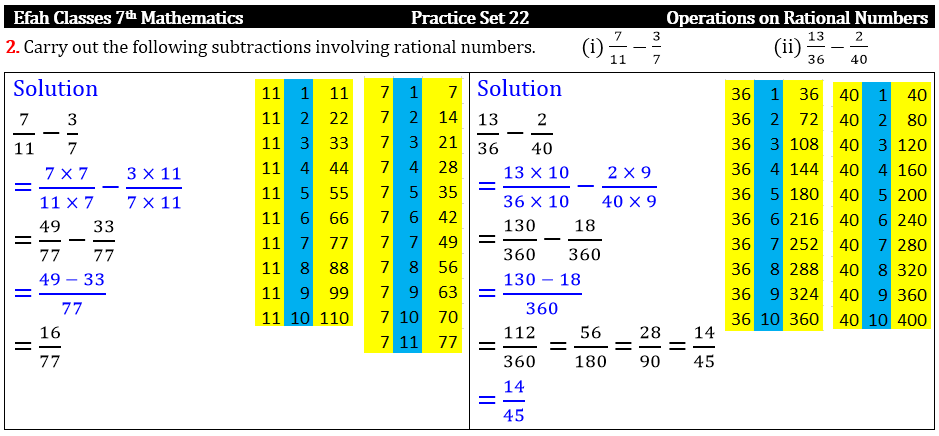 Efah Classes 7th Mathematics Practice Set 22 Operations on Rational Numbers
2. Carry out the following subtractions involving rational numbers. (i) 7/11 − 3/7 (ii) 13/36 − 2/40
Solution
7/11 − 3/7
= 7 × 7/11 × 7 − 3 × 11/7 × 11
= 49/77 − 33/77
= 49 − 33/77
= 16/77
11 1 11
11 2 22
11 3 33
11 4 44
11 5 55
11 6 66
11 7 77
11 8 88
11 9 99
11 10 110
7 1 7
7 2 14
7 3 21
7 4 28
7 5 35
7 6 42
7 7 49
7 8 56
7 9 63
7 10 70
7 11 77
Solution
13/36 − 2/40
= 13 × 10/36 × 10 − 2 × 9/40 × 9
= 130/360 − 18/360
= 130 − 18/360
= 112/360 = 56/180 = 28/90 = 14/45
= 14/45
36 1 36
36 2 72
36 3 108
36 4 144
36 5 180
36 6 216
36 7 252
36 8 288
36 9 324
36 10 360
40 1 40
40 2 80
40 3 120
40 4 160
40 5 200
40 6 240
40 7 280
40 8 320
40 9 360
40 10 400